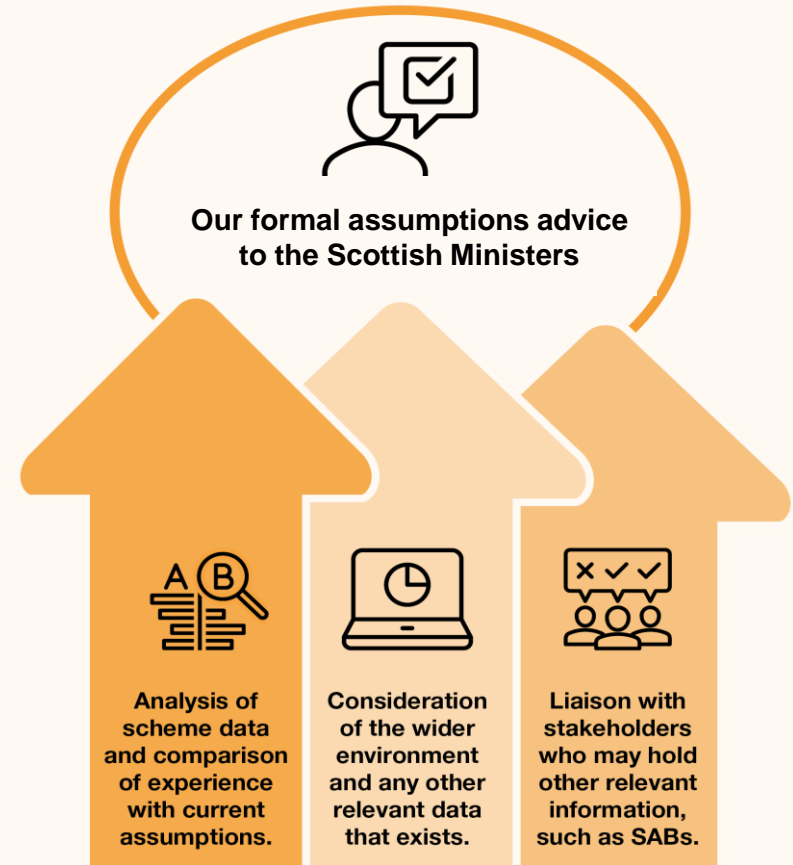 Our formal assumptions advice
to the Scottish Ministers
A B
Analysis of
scheme data
and comparison
of experience
with current
assumptions.
Consideration
of the wider
environment
and any other
relevant data
that exists.
Liaison with
stakeholders
who may hold
other relevant
information,
such as SABs.